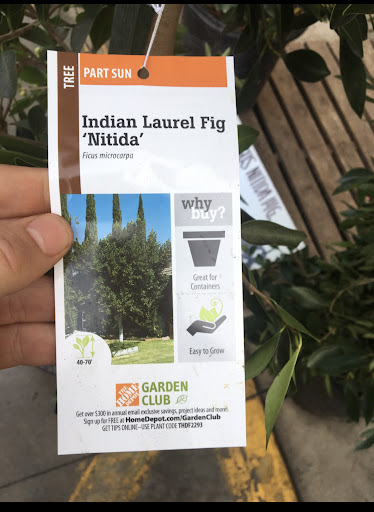 TREE
PART SUN
Indian Laurel Fig
'Nitida'
Ficus microcarpa
why
buy?
Great for
Containers
Easy to Grow
40-70'
THE
HOME
DEPOT
GARDEN
CLUB
Get over $300 in annual email exclusive savings, project ideas and more.
Sign up for FREE at HomeDepot.com/GardenClub
GET TIPS ONLINE–USE PLANT CODE THDF2293